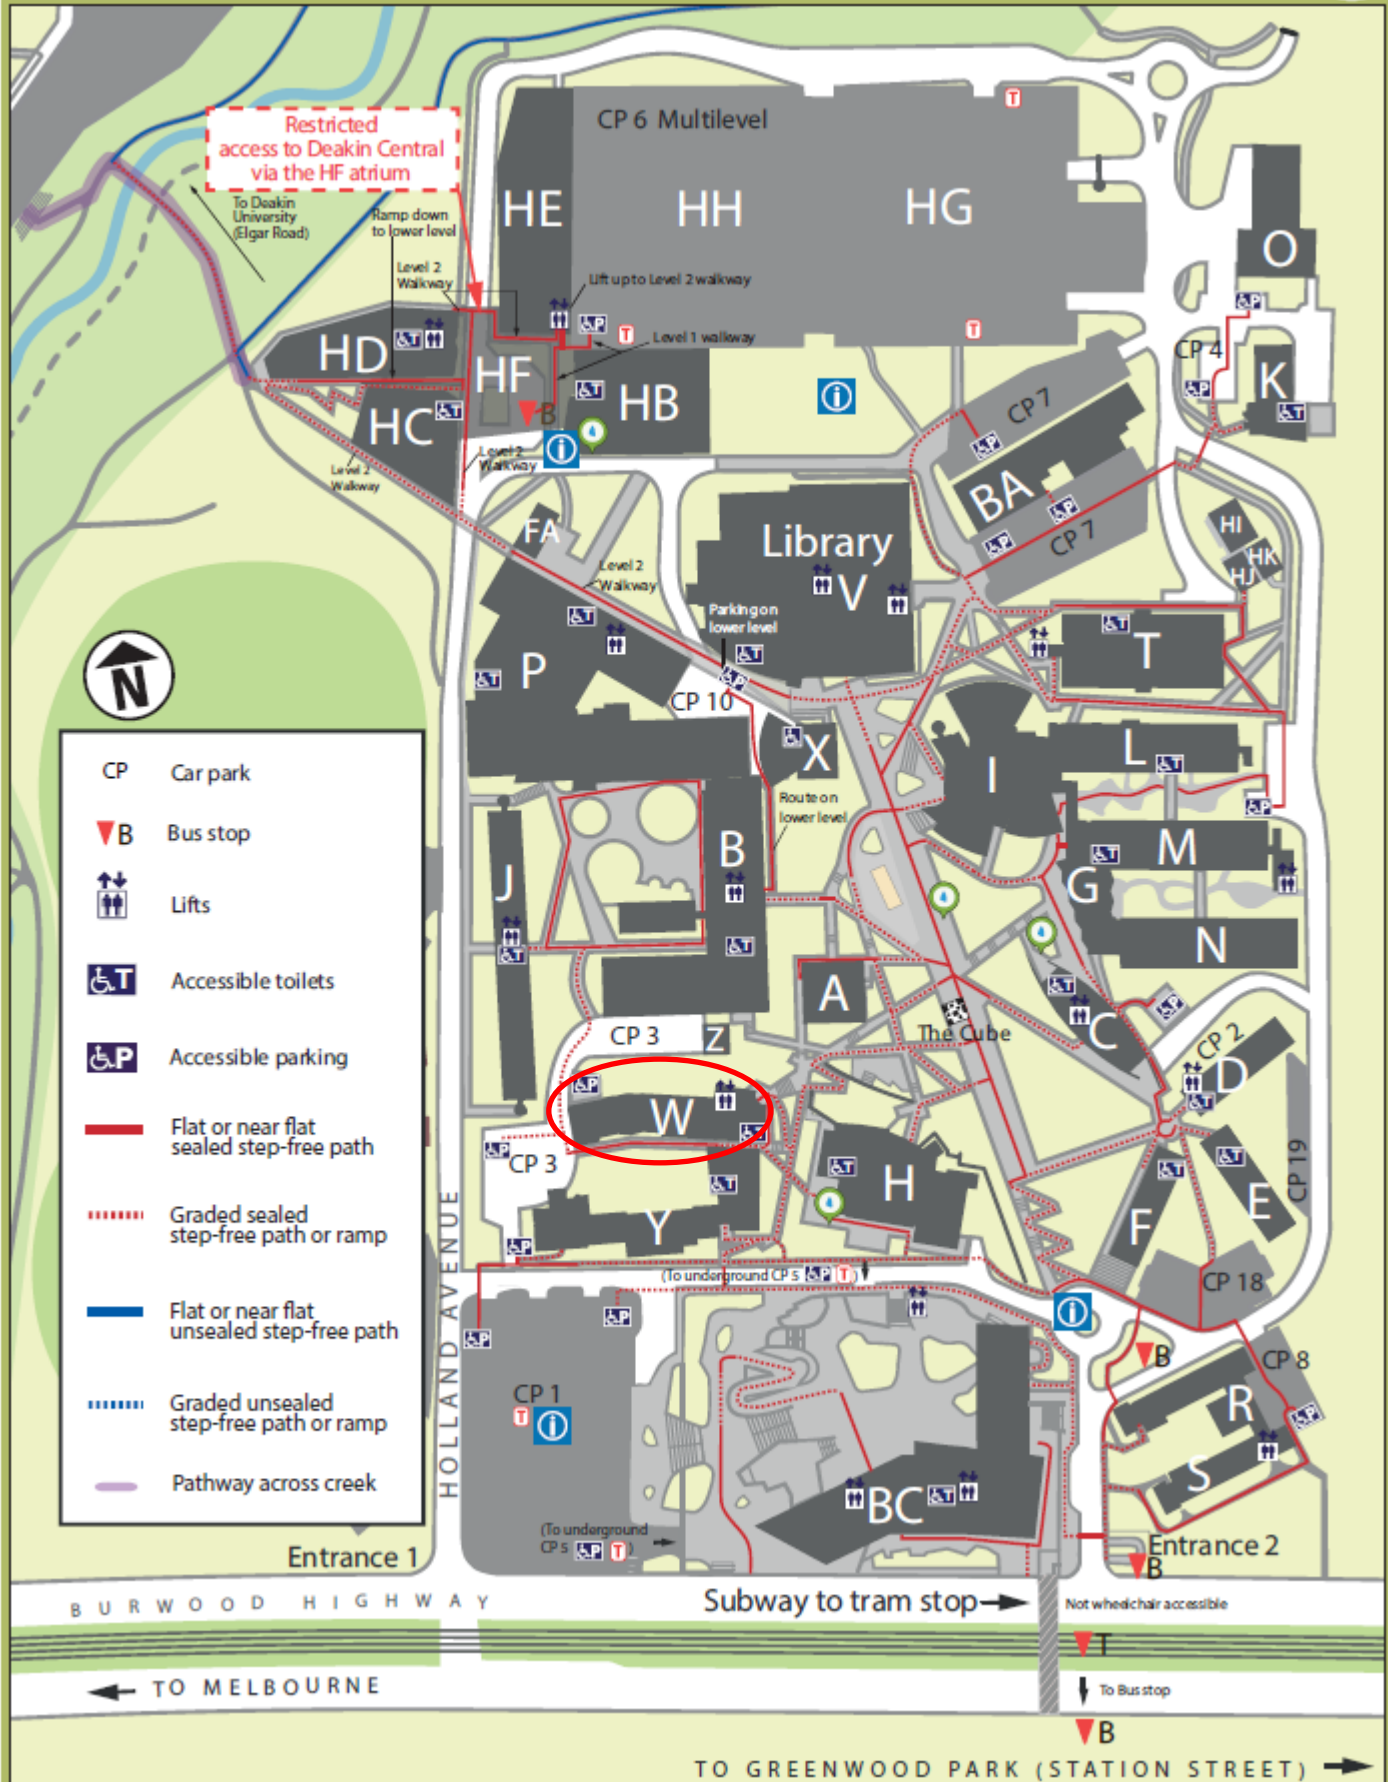 CP 6 Multilevel
T
Restricted
access to Deakin Central
via the HF atrium
HE
HH
HG
To Deakin
University
(Elgar Road)
Ramp down
to lower level
O
Level 2
Walkway
Lift up to Level 2 walkway
P
P
T
T
Level 1 walkway
HD
T
HF
CP 4
K
P
T
HC
T
B
T
HB
i
CP 7
P
Level 2
Walkway
Level 2
Walkway
i
BA
P
P
CP 7
FA
Library
V
HI
HK
HJ
Level 2
Walkway
Parking on
lower level
T
T
T
N
P
T
T
P
CP 10
X
I
L
T
P
CP
Car park
B
Bus stop
Lifts
T
Accessible toilets
P
Accessible parking
Flat or near flat
sealed step-free path
Graded sealed
step-free path or ramp
Flat or near flat
unsealed step-free path
Graded unsealed
step-free path or ramp
Pathway across creek
Route on
lower level
J
T
B
T
G
T
M
N
A
The Cube
T
C
P
CP 2
D
T
CP 3
Z
P
W
T
P
CP 3
T
Y
P
T
H
T
F
T
E
CP 19
HOLLAND AVENUE
(To underground CP 5 P T)
CP 18
i
P
P
B
CP 8
CP 1
T
i
R
P
S
BC
T
(To underground
CP 5 P T)
Entrance 1
Entrance 2
B
BURWOOD HIGHWAY
Subway to tram stop
Not wheelchair accessible
T
TO MELBOURNE
To Bus stop
B
TO GREENWOOD PARK (STATION STREET)